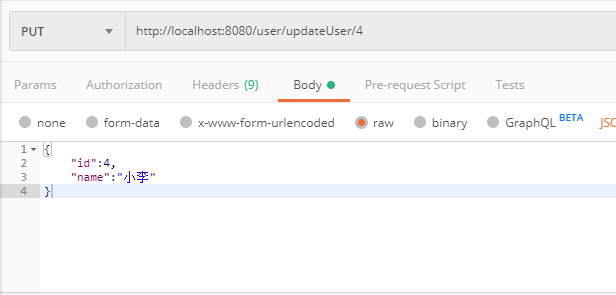 PUT http://localhost:8080/user/updateUser/4
Params Authorization Headers (9) Body Pre-request Script Tests
none form-data x-www-form-urlencoded raw binary GraphQL BETA JSO
1 {
2 "id":4,
3 "name":"小李"
4 }